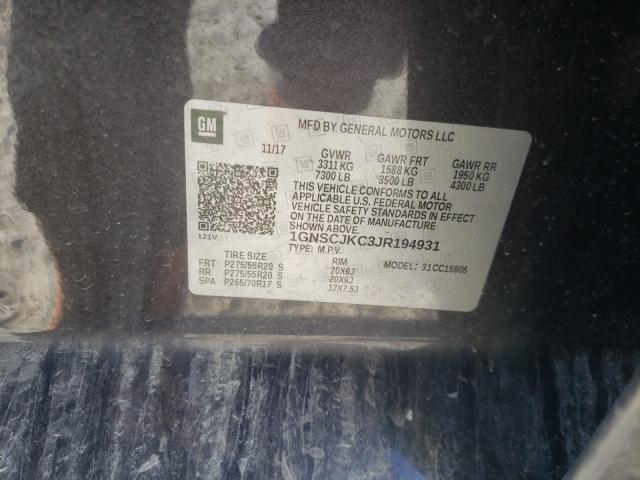 GM
MFD BY GENERAL MOTORS LLC
11/17 GVWR GAWR FRT GAWR RR
3311 KG 1588 KG 1950 KG
7300 LB 3500 LB 4300 LB
THIS VEHICLE CONFORMS TO ALL
APPLICABLE U.S. FEDERAL MOTOR
VEHICLE SAFETY STANDARDS IN EFFECT
ON THE DATE OF MANUFACTURE
SHOWN ABOVE.
1GNSCJKC3JR194931
121V TYPE: M.P.V. MODEL: 31CC15906
TIRE SIZE RIM
FRT P275/55R20 S 20X9J
RR P275/55R20 S 20X9J
SPA P265/70R17 S 17X7.5J